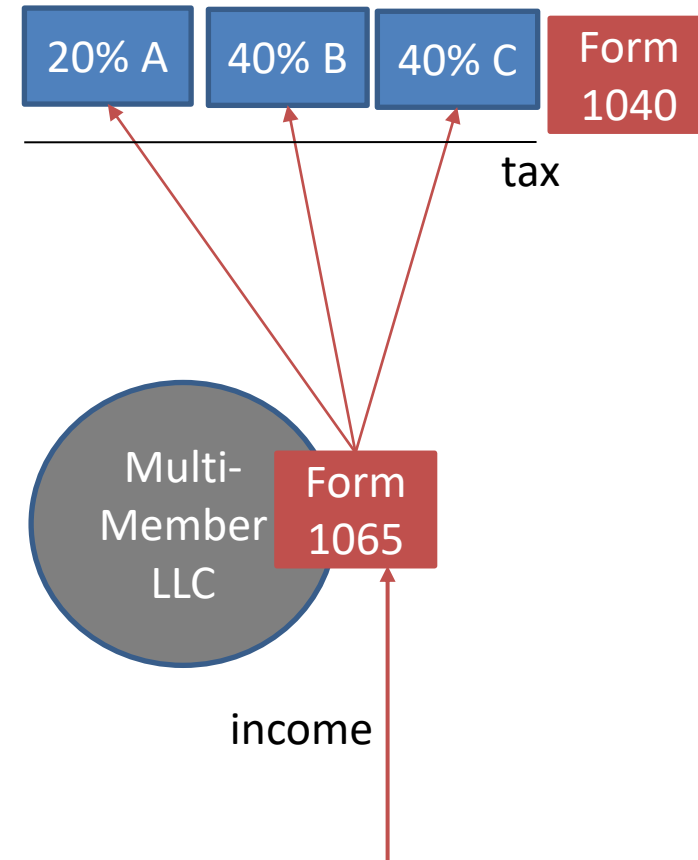 20% A
40% B
40% C
Form
1040
tax
Multi-
Member
LLC
Form
1065
income